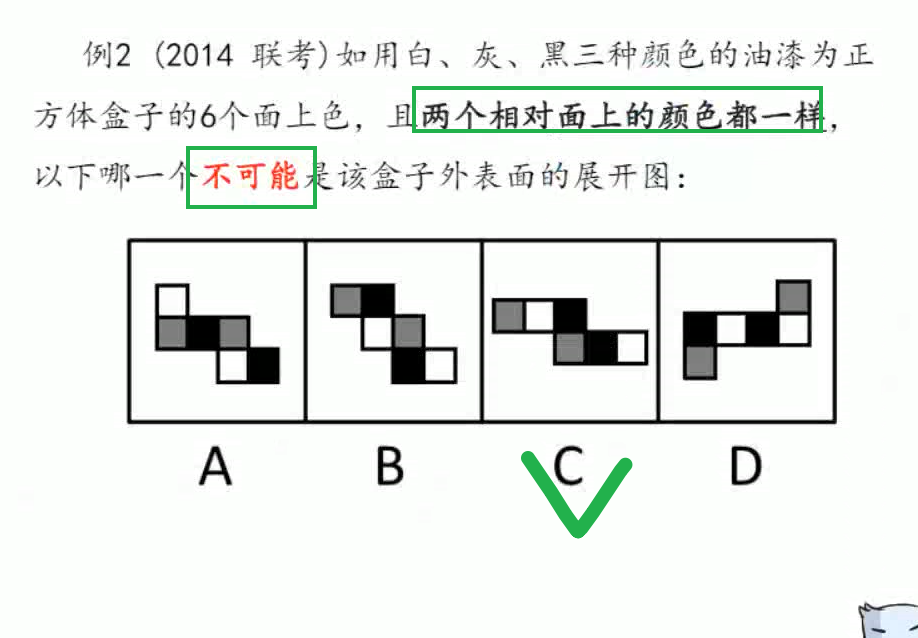 例2 (2014 联考)如用白、灰、黑三种颜色的油漆为正
方体盒子的6个面上色，且两个相对面上的颜色都一样，
以下哪一个不可能是该盒子外表面的展开图：
A B C D